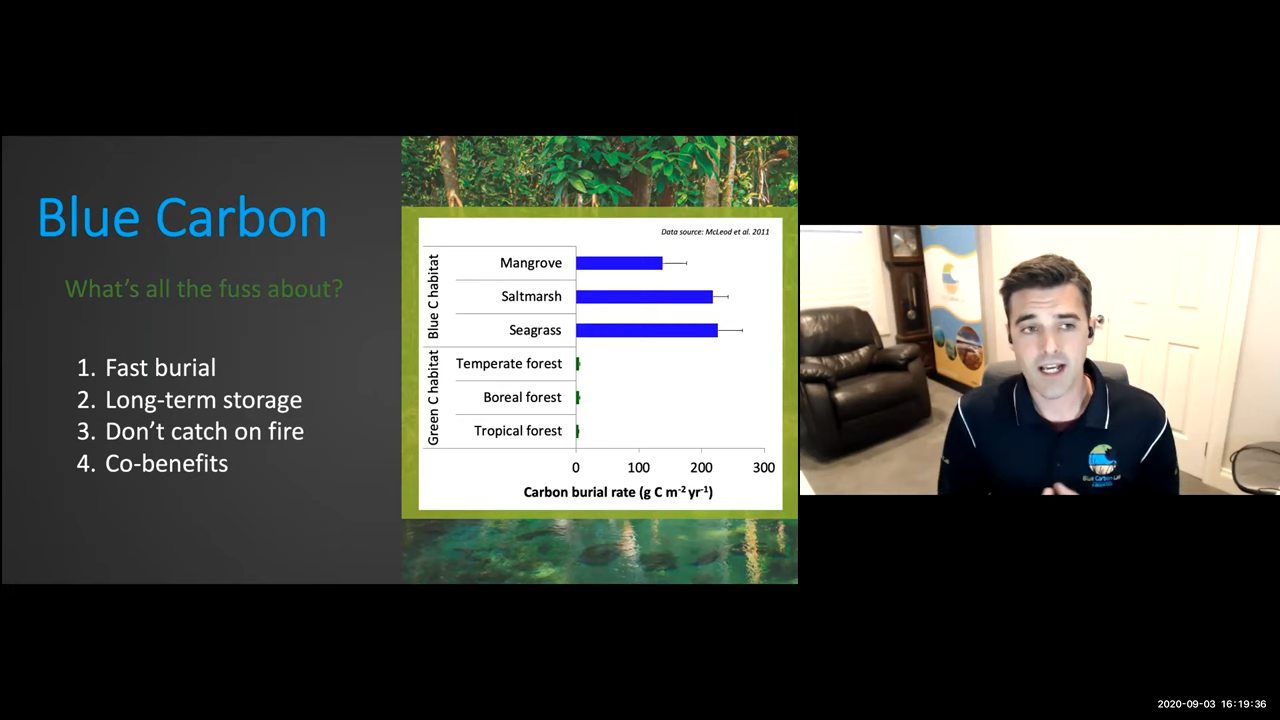 Blue Carbon
What's all the fuss about?
1. Fast burial
2. Long-term storage
3. Don't catch on fire
4. Co-benefits
Data source: McLeod et al. 2011
Blue C habitat
Mangrove
Saltmarsh
Seagrass
Green C habitat
Temperate forest
Boreal forest
Tropical forest
0 100 200 300
Carbon burial rate (g C m-2 yr-1)
Blue Carbon Lab
2020-09-03 16:19:36